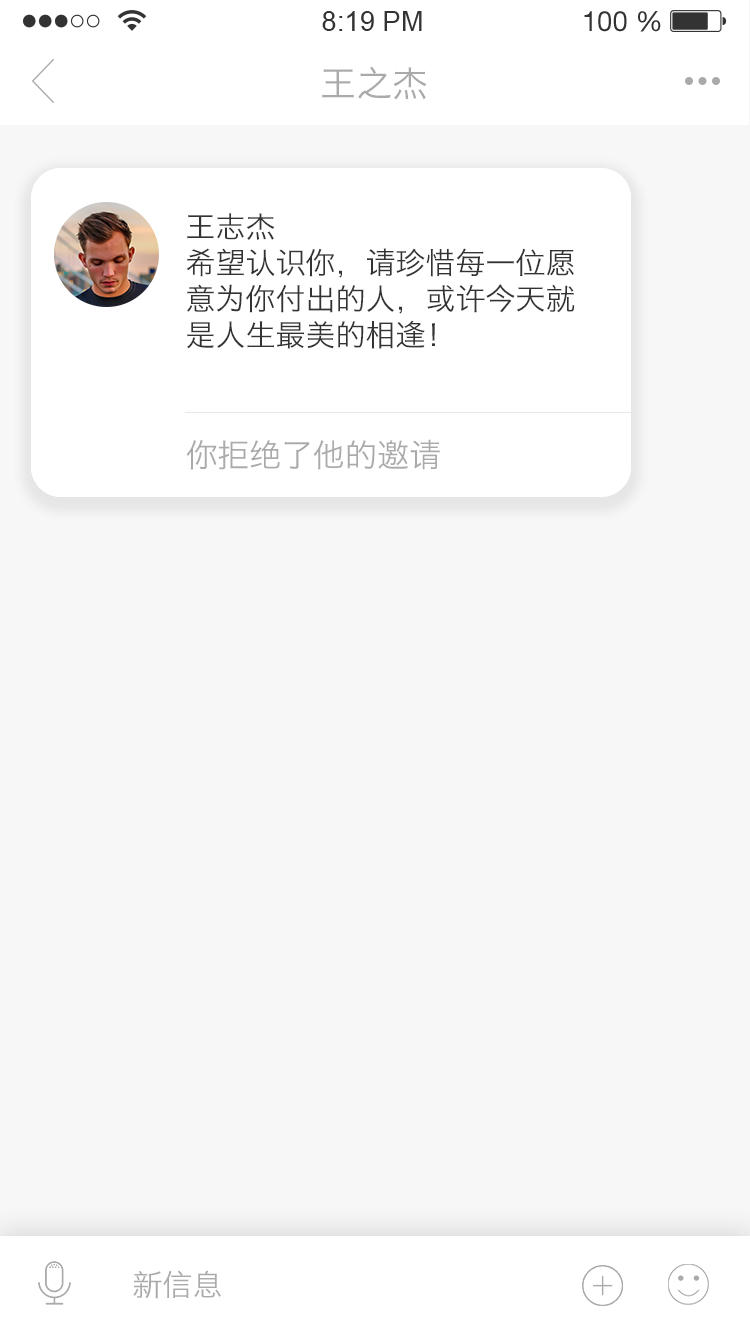 8:19 PM
100 %
王之杰
王志杰
希望认识你，请珍惜每一位愿
意为你付出的人，或许今天就
是人生最美的相逢！
你拒绝了他的邀请
新信息